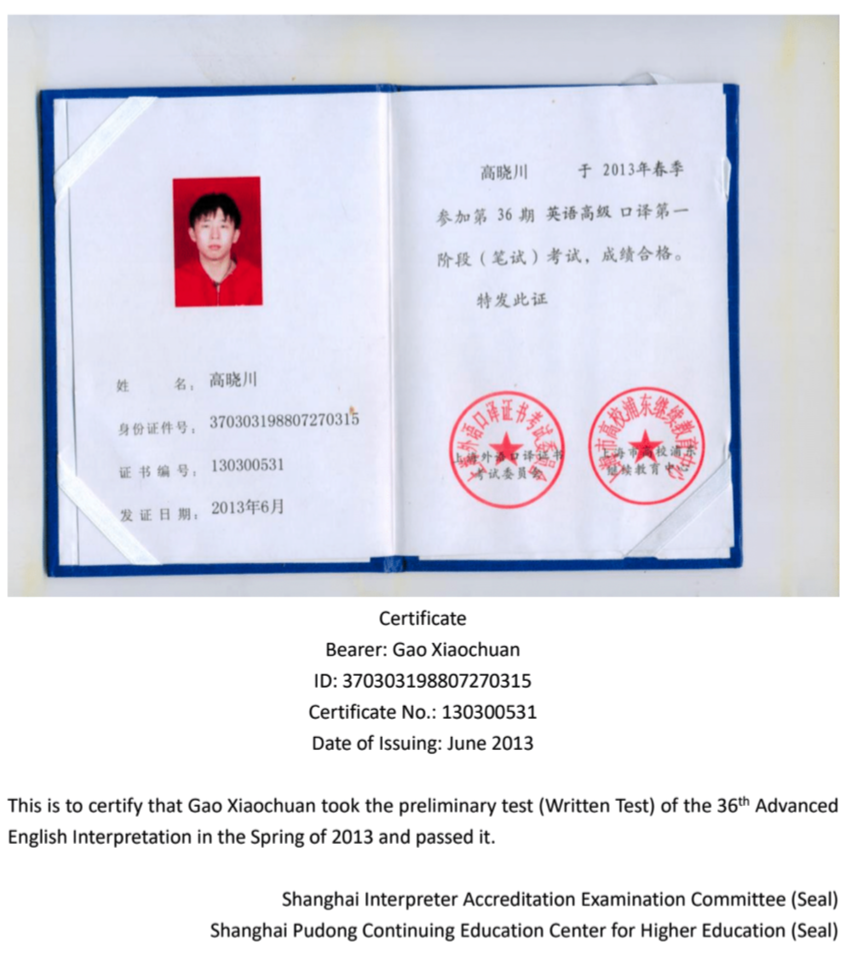 姓 名: 高晓川
身份证件号: 370303198807270315
证书编号: 130300531
发证日期: 2013年6月
高晓川 于 2013年春季
参加第 36 期 英语高级 口译第一
阶段（笔试）考试，成绩合格。
特发此证
上海外语口译证书考试委员会
上海外语口译证书
考试委员会
上海市高校浦东继续教育中心
上海市高校浦东
继续教育中心
Certificate
Bearer: Gao Xiaochuan
ID: 370303198807270315
Certificate No.: 130300531
Date of Issuing: June 2013
This is to certify that Gao Xiaochuan took the preliminary test (Written Test) of the 36th Advanced
English Interpretation in the Spring of 2013 and passed it.
Shanghai Interpreter Accreditation Examination Committee (Seal)
Shanghai Pudong Continuing Education Center for Higher Education (Seal)